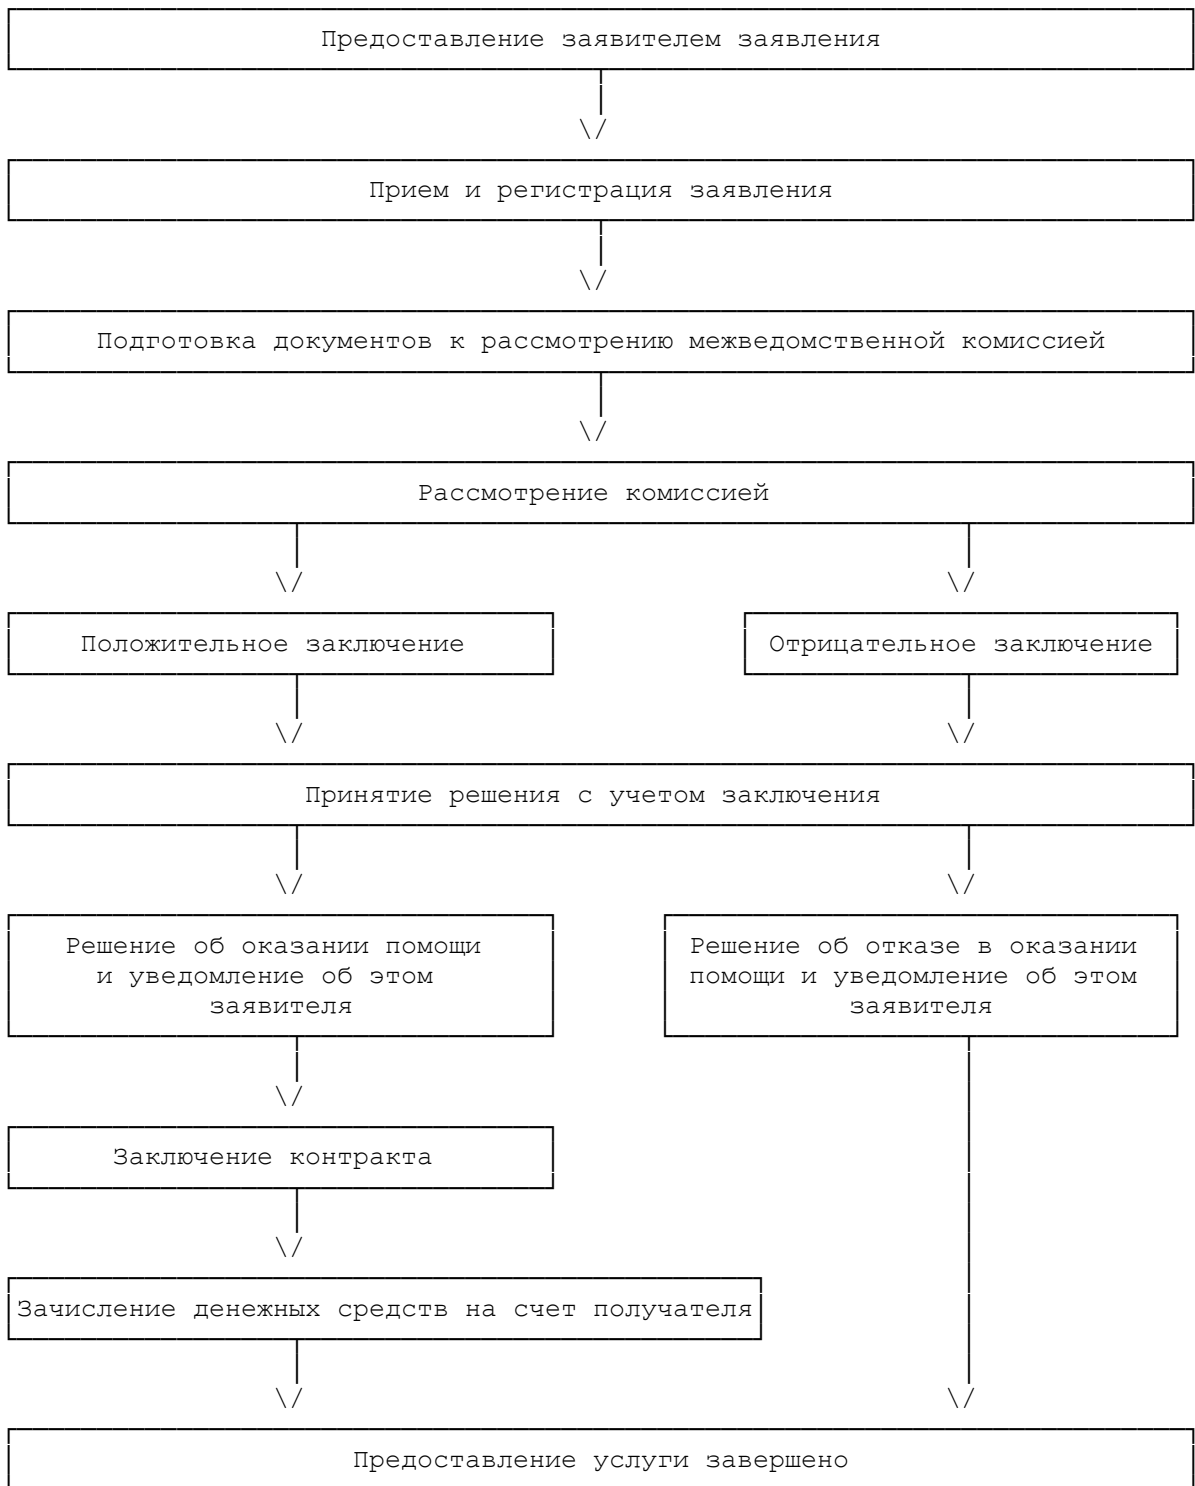 Предоставление заявителем заявления
Прием и регистрация заявления
Подготовка документов к рассмотрению межведомственной комиссией
Рассмотрение комиссией
Положительное заключение
Отрицательное заключение
Принятие решения с учетом заключения
Решение об оказании помощи
и уведомление об этом
заявителя
Решение об отказе в оказании
помощи и уведомление об этом
заявителя
Заключение контракта
Зачисление денежных средств на счет получателя
Предоставление услуги завершено